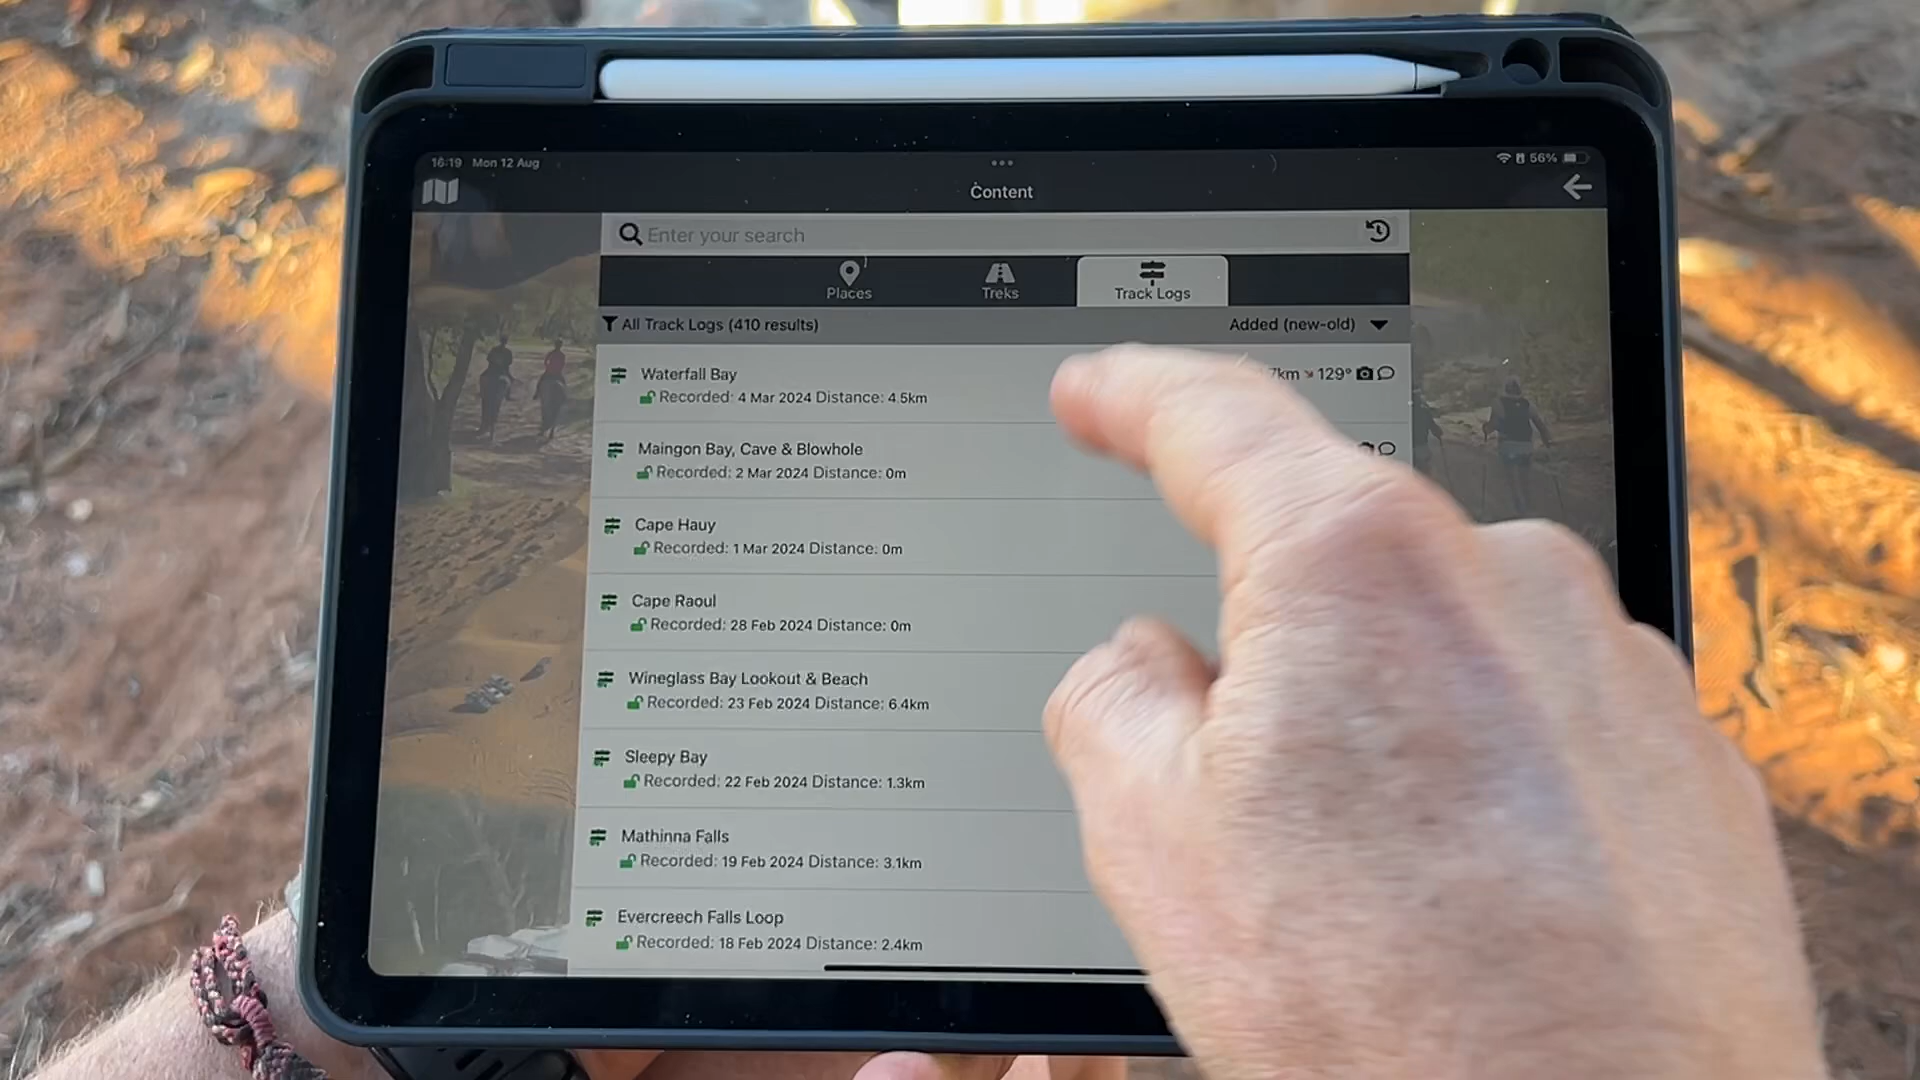 16:19 Mon 12 Aug
56%
Content
Enter your search
Places
Treks
Track Logs
All Track Logs (410 results)
Added (new-old)
Waterfall Bay
7km 129°
Recorded: 4 Mar 2024 Distance: 4.5km
Maingon Bay, Cave & Blowhole
Recorded: 2 Mar 2024 Distance: 0m
Cape Hauy
Recorded: 1 Mar 2024 Distance: 0m
Cape Raoul
Recorded: 28 Feb 2024 Distance: 0m
Wineglass Bay Lookout & Beach
Recorded: 23 Feb 2024 Distance: 6.4km
Sleepy Bay
Recorded: 22 Feb 2024 Distance: 1.3km
Mathinna Falls
Recorded: 19 Feb 2024 Distance: 3.1km
Evercreech Falls Loop
Recorded: 18 Feb 2024 Distance: 2.4km